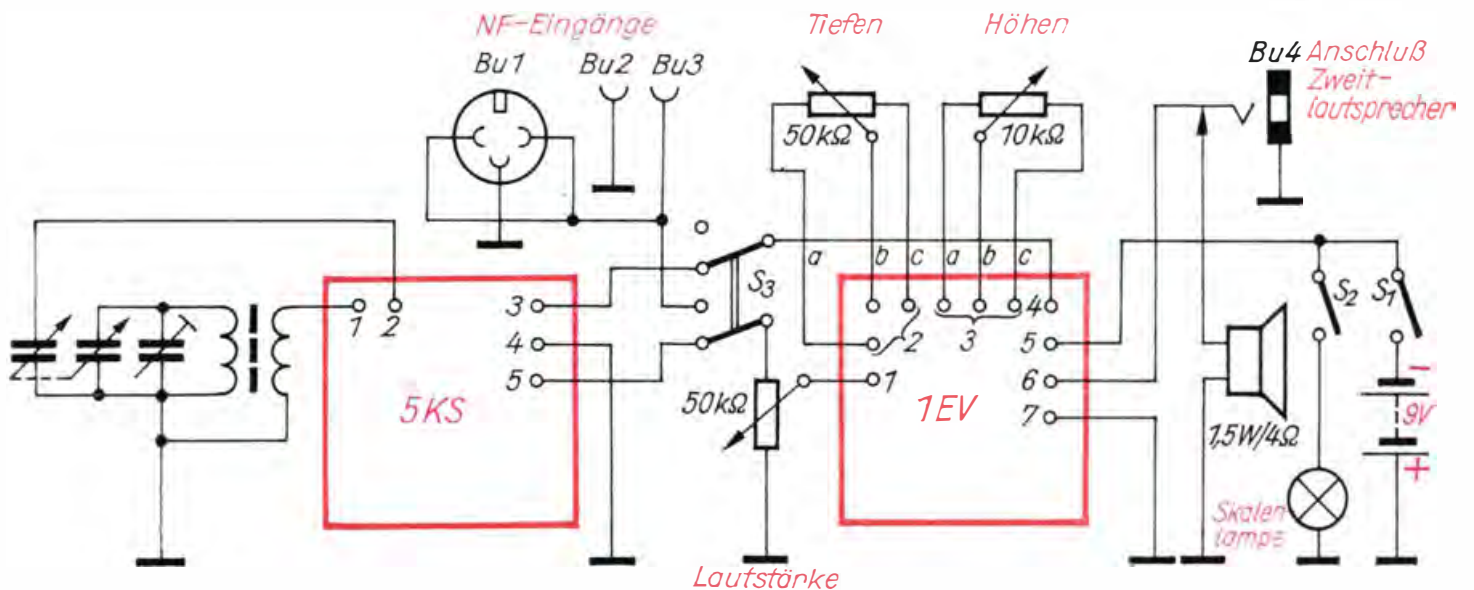 NF-Eingänge
Bu1 Bu2 Bu3
Tiefen
Höhen
Bu4 Anschluß
Zweit-
lautsprecher
50kΩ
10kΩ
a b c a b c
S3
S2
S1
1 2
3
4
5
5KS
50kΩ
Lautstärke
2 3 4
5
1
6
7
1EV
1,5W/4Ω
Skalen
lampe
−
9V
+